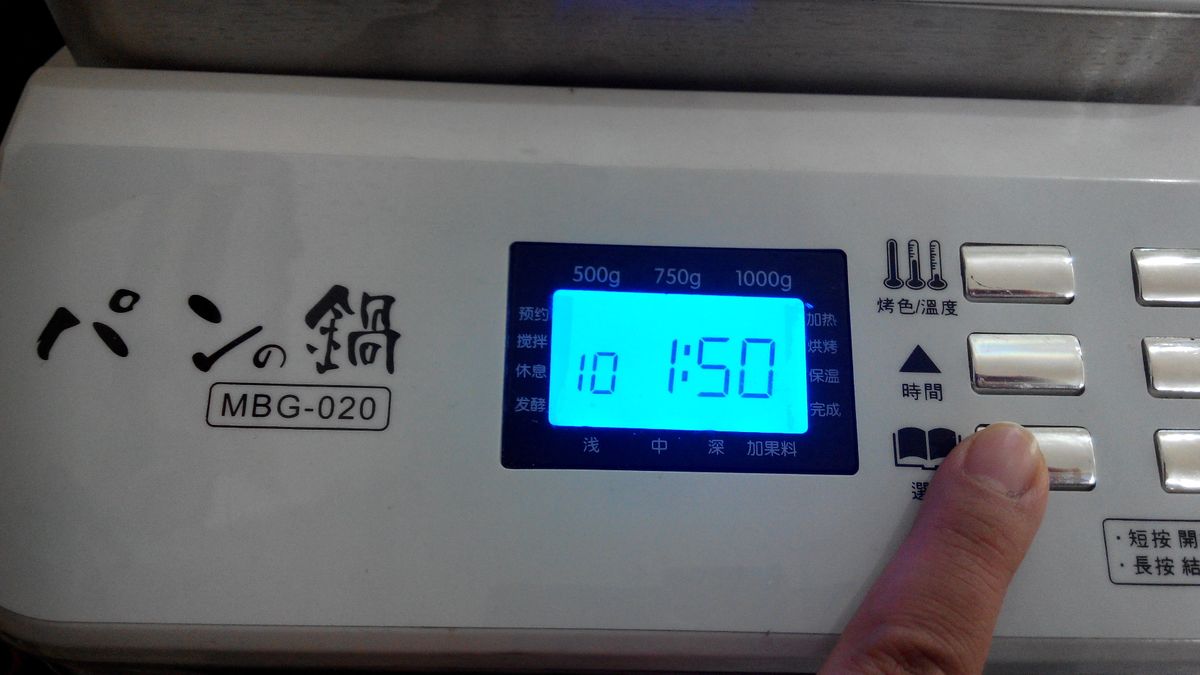 パンの鍋
MBG-020
500g 750g 1000g
预约
搅拌
休息
发酵
10 1:50
加热
烘烤
保温
完成
浅 中 深 加果料
烤色/溫度
時間
選
·短按 開
·長按 結